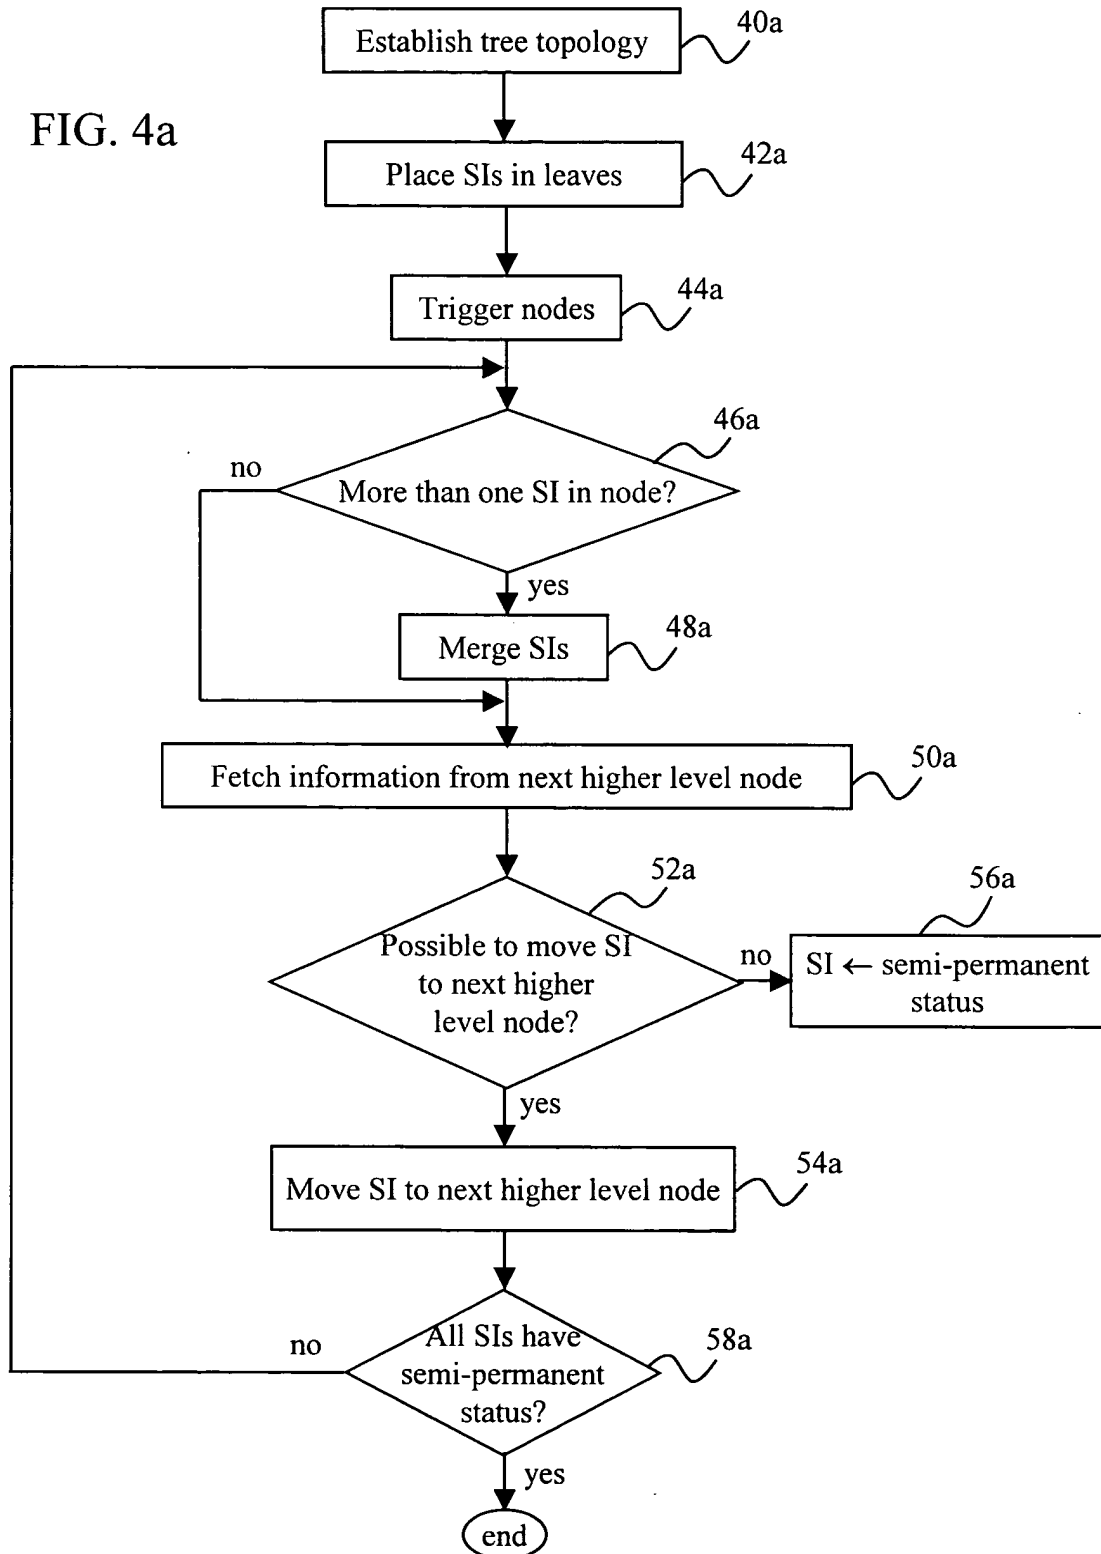 Establish tree topology
40a
FIG. 4a
Place SIs in leaves
42a
Trigger nodes
44a
46a
no
More than one SI in node?
yes
Merge SIs
48a
Fetch information from next higher level node
50a
52a
56a
Possible to move SI
to next higher
level node?
no
SI ← semi-permanent
status
yes
Move SI to next higher level node
54a
no
All SIs have
semi-permanent
status?
58a
yes
end